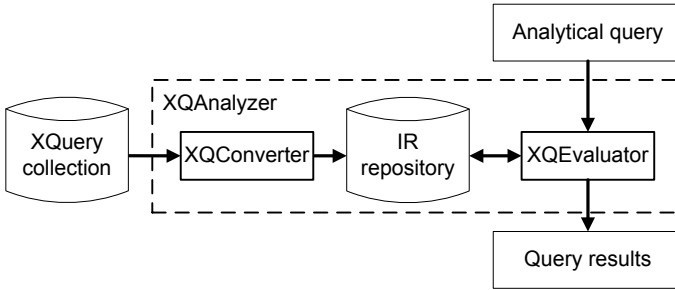 Analytical query
XQAnalyzer
XQuery
collection
XQConverter
IR
repository
XQEvaluator
Query results